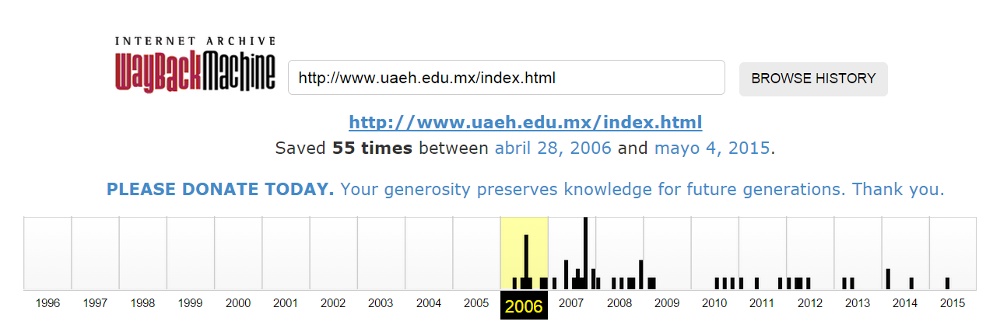 INTERNET ARCHIVE
WayBackMachine
http://www.uaeh.edu.mx/index.html
BROWSE HISTORY
http://www.uaeh.edu.mx/index.html
Saved 55 times between abril 28, 2006 and mayo 4, 2015.
PLEASE DONATE TODAY. Your generosity preserves knowledge for future generations. Thank you.
1996 1997 1998 1999 2000 2001 2002 2003 2004 2005 2006 2007 2008 2009 2010 2011 2012 2013 2014 2015